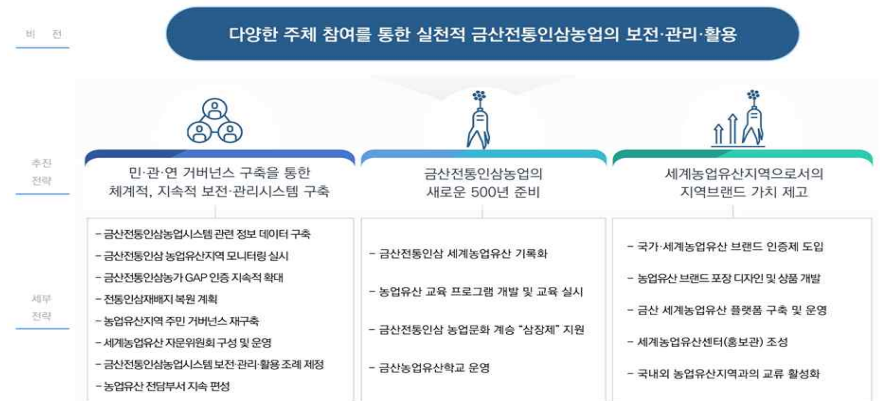 비 전
다양한 주체 참여를 통한 실천적 금산전통인삼농업의 보전·관리·활용
추진
전략
민·관·연 거버넌스 구축을 통한
체계적, 지속적 보전·관리시스템 구축
금산전통인삼농업의
새로운 500년 준비
세계농업유산지역으로서의
지역브랜드 가치 제고
세부
전략
- 금산전통인삼농업시스템 관련 정보 데이터 구축
- 금산전통인삼 농업유산지역 모니터링 실시
- 금산전통인삼농가 GAP 인증 지속적 확대
- 전통인삼재배지 복원 계획
- 농업유산지역 주민 거버넌스 재구축
- 세계농업유산 자문위원회 구성 및 운영
- 금산전통인삼농업시스템 보전·관리·활용 조례 제정
- 농업유산 전담부서 지속 편성
- 금산전통인삼 세계농업유산 기록화
- 농업유산 교육 프로그램 개발 및 교육 실시
- 금산전통인삼 농업문화 계승 "삼장제" 지원
- 금산농업유산학교 운영
- 국가·세계농업유산 브랜드 인증제 도입
- 농업유산 브랜드 포장 디자인 및 상품 개발
- 금산 세계농업유산 플랫폼 구축 및 운영
- 세계농업유산센터(홍보관) 조성
- 국내외 농업유산지역과의 교류 활성화